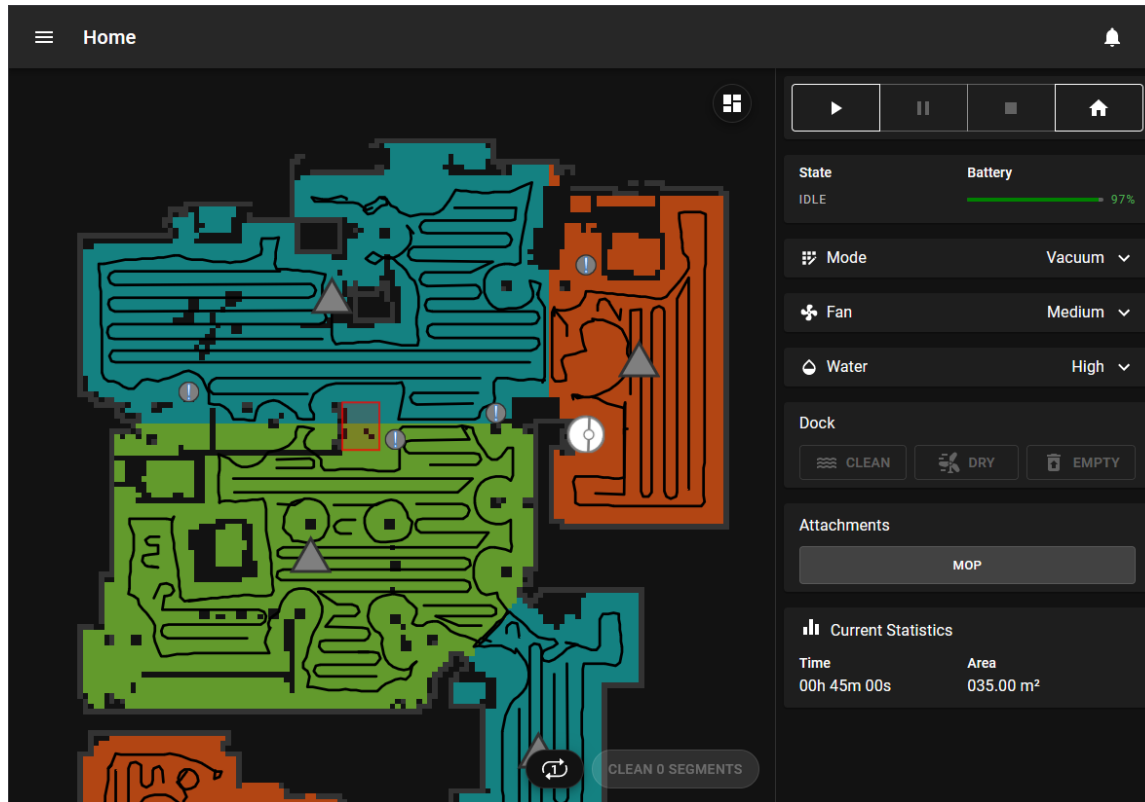 Home
State
Battery
IDLE
97%
Mode
Vacuum
Fan
Medium
Water
High
Dock
CLEAN
DRY
EMPTY
Attachments
MOP
Current Statistics
Time
Area
00h 45m 00s
035.00 m²
1
CLEAN 0 SEGMENTS